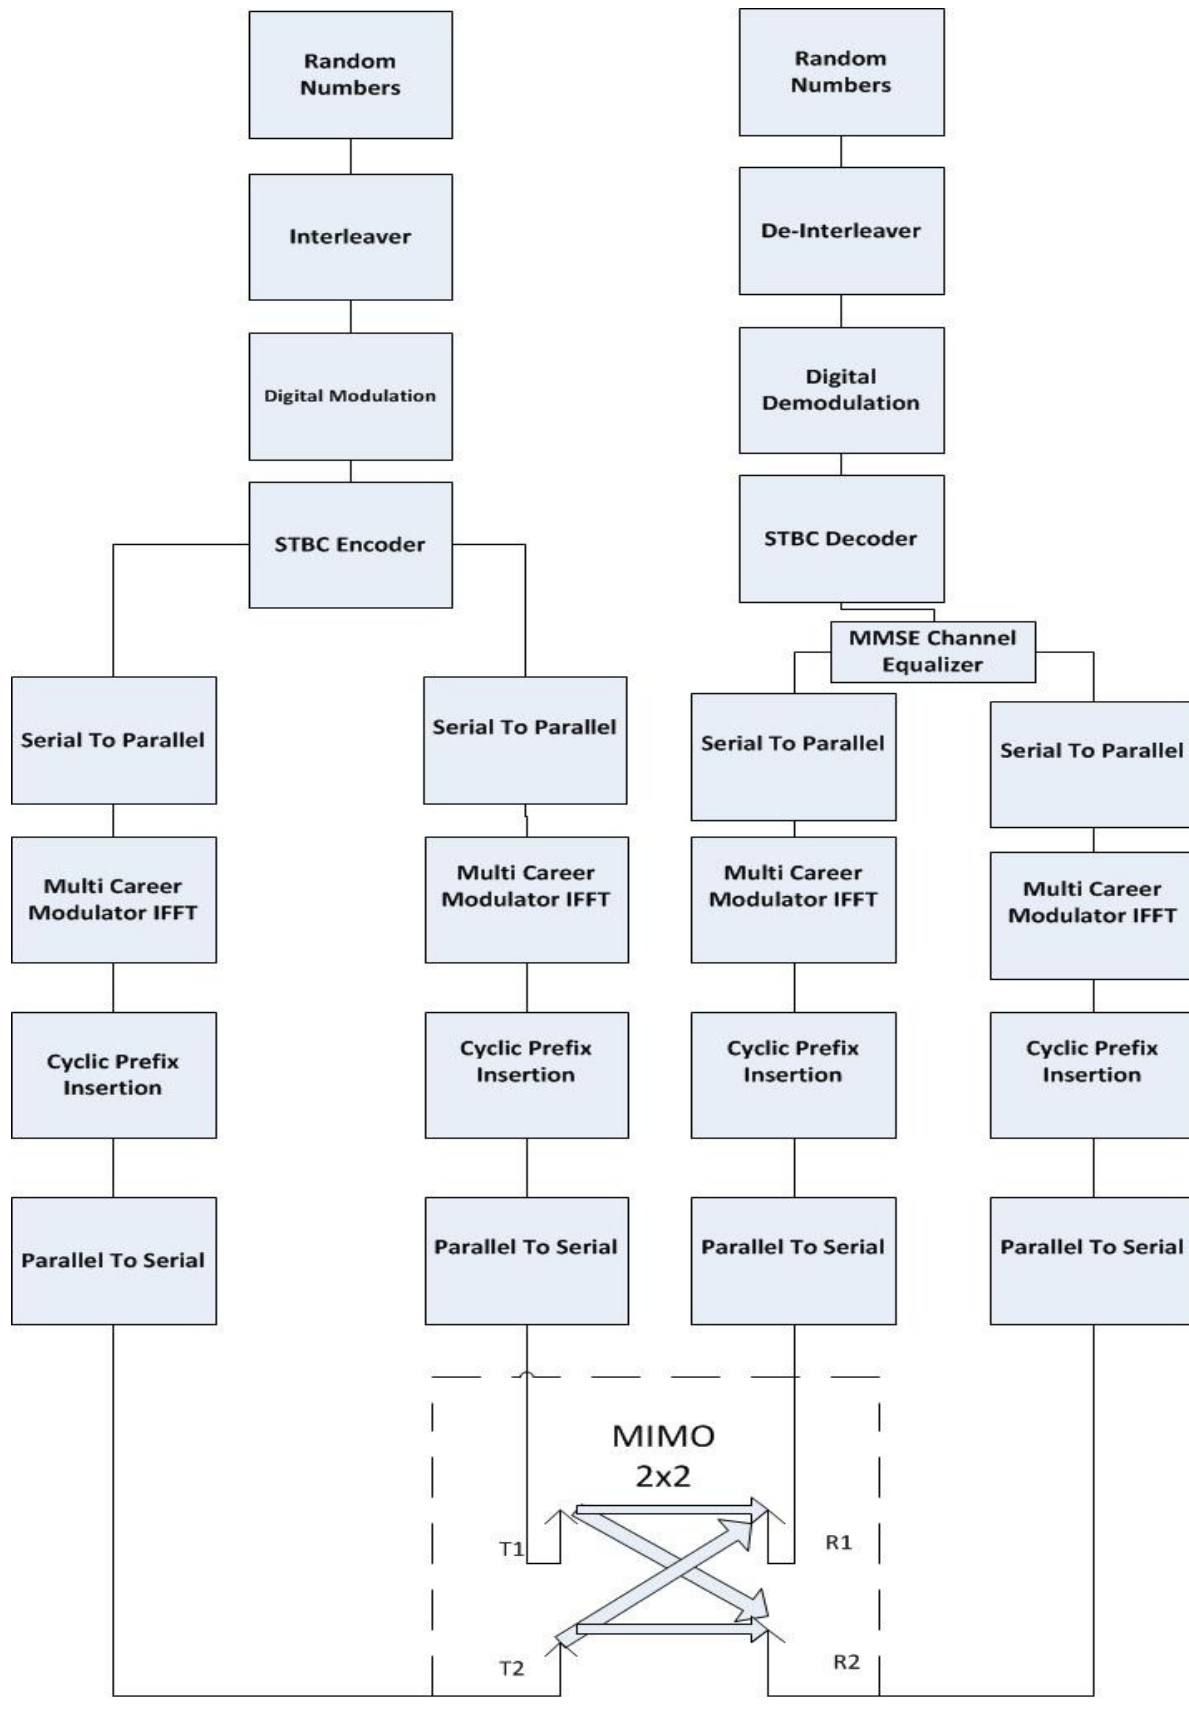 Random
Numbers
Interleaver
Digital Modulation
STBC Encoder
Serial To Parallel
Multi Career
Modulator IFFT
Cyclic Prefix
Insertion
Parallel To Serial
Serial To Parallel
Multi Career
Modulator IFFT
Cyclic Prefix
Insertion
Parallel To Serial
Random
Numbers
De-Interleaver
Digital
Demodulation
STBC Decoder
MMSE Channel
Equalizer
Serial To Parallel
Multi Career
Modulator IFFT
Cyclic Prefix
Insertion
Parallel To Serial
Serial To Parallel
Multi Career
Modulator IFFT
Cyclic Prefix
Insertion
Parallel To Serial
MIMO
2x2
T1
R1
T2
R2